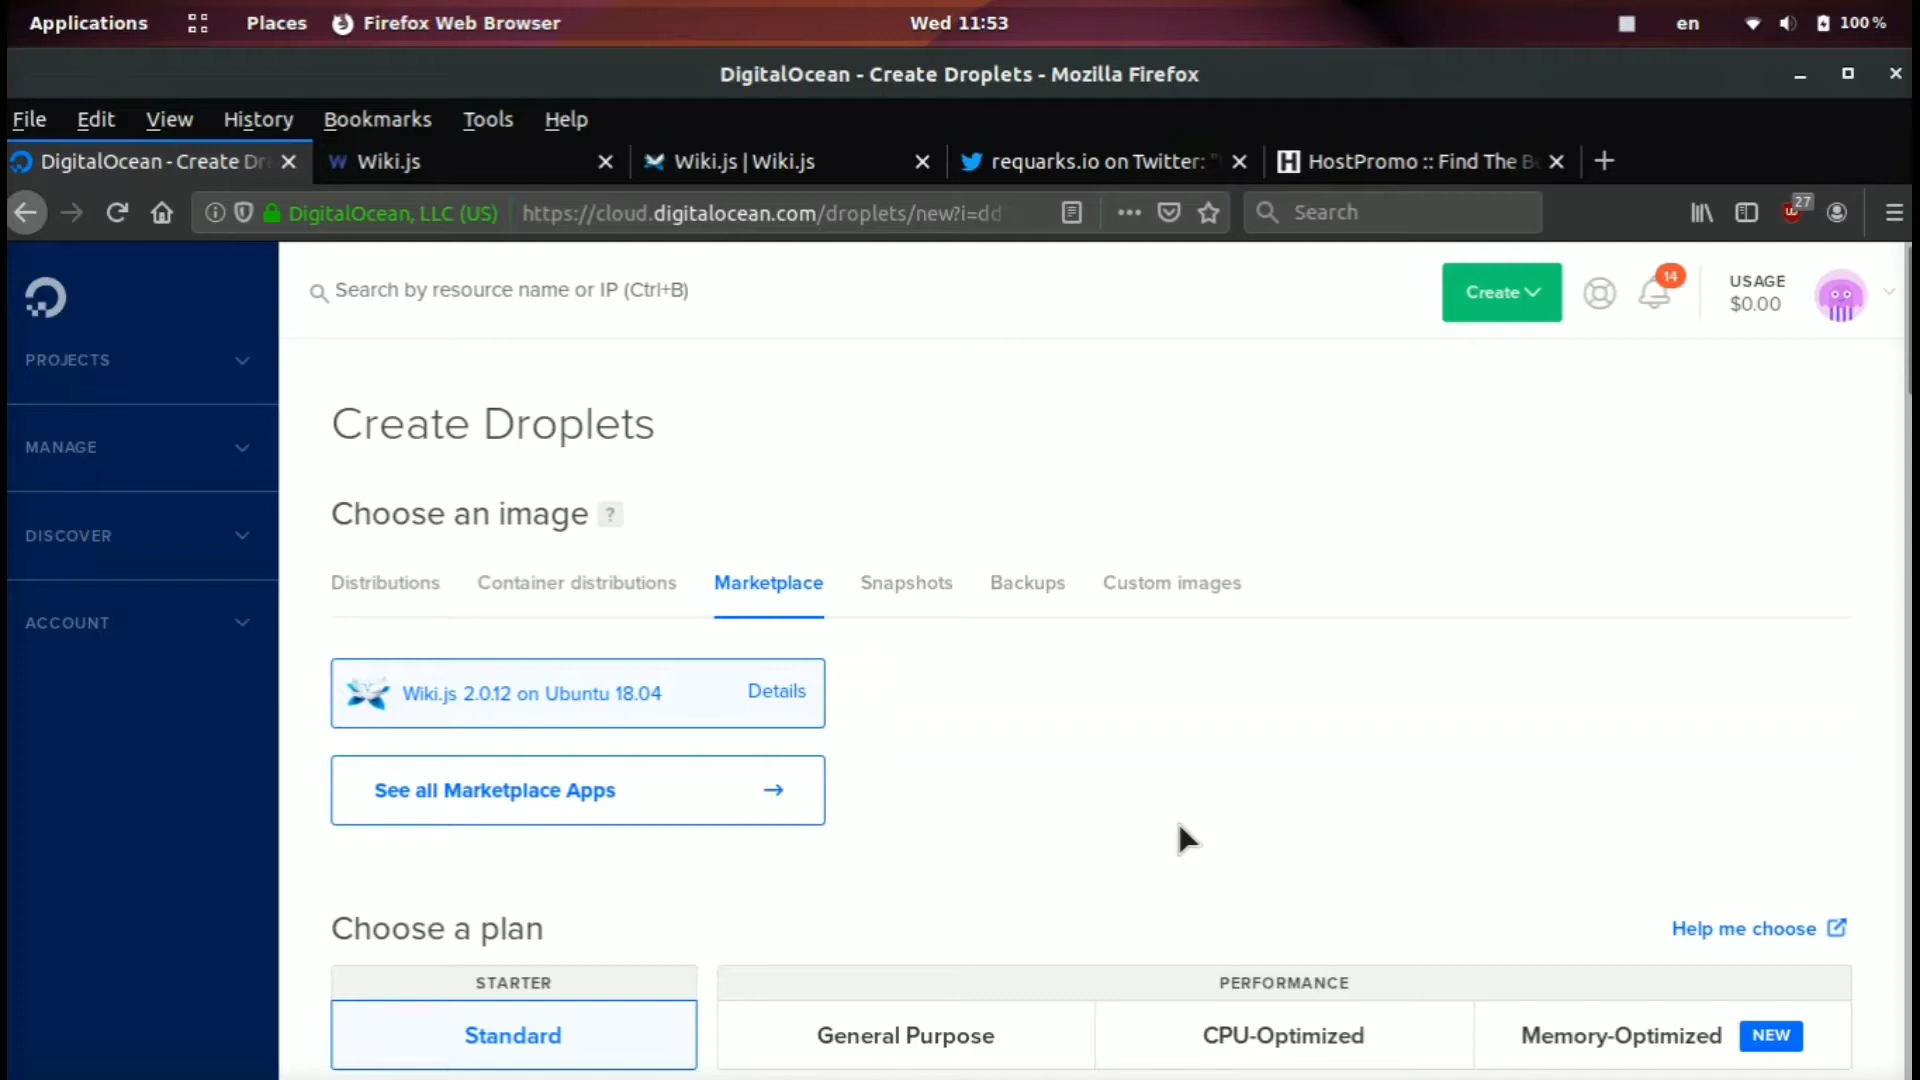 Applications Places Firefox Web Browser Wed 11:53 en 100 %
DigitalOcean - Create Droplets - Mozilla Firefox
File Edit View History Bookmarks Tools Help
DigitalOcean - Create Dr Wiki.js Wiki.js | Wiki.js requarks.io on Twitter: " HostPromo :: Find The B
DigitalOcean, LLC (US) https://cloud.digitalocean.com/droplets/new?i=dd Search 27
Search by resource name or IP (Ctrl+B) Create 14 USAGE
$0.00
PROJECTS
MANAGE
DISCOVER
ACCOUNT
Create Droplets
Choose an image ?
Distributions Container distributions Marketplace Snapshots Backups Custom images
Wiki.js 2.0.12 on Ubuntu 18.04 Details
See all Marketplace Apps →
Choose a plan Help me choose
STARTER PERFORMANCE
Standard General Purpose CPU-Optimized Memory-Optimized NEW